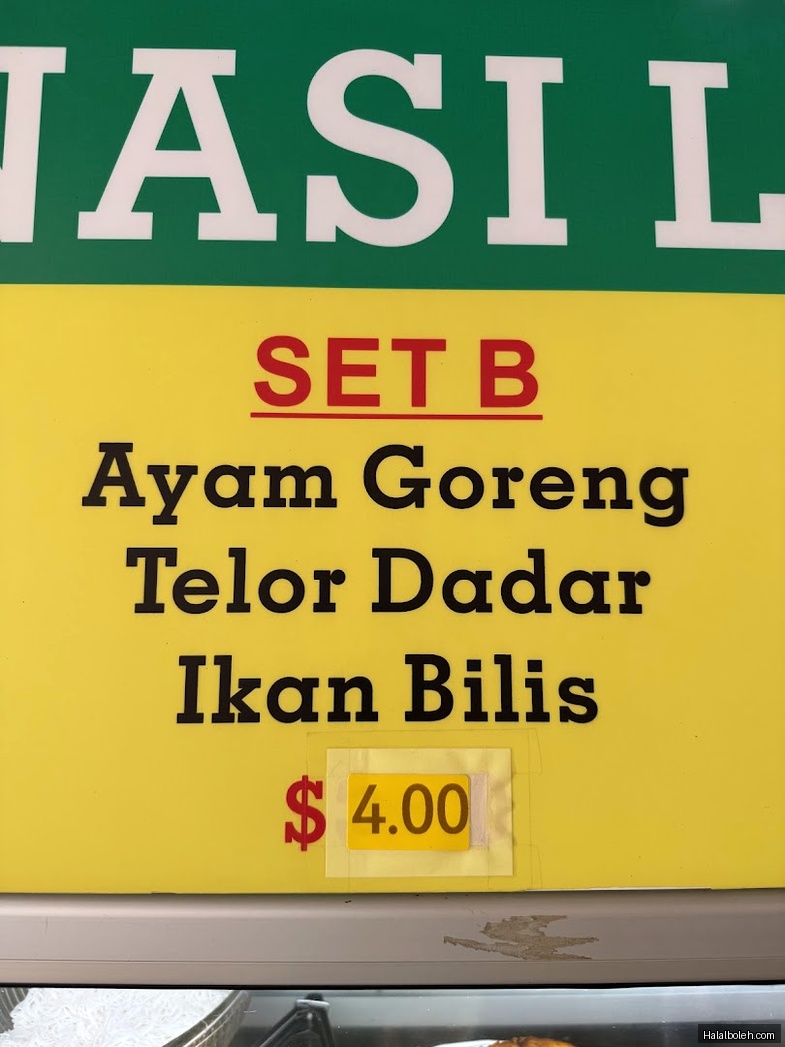 NASI L
SET B
Ayam Goreng
Telor Dadar
Ikan Bilis
$ 4.00
Halalboleh.com